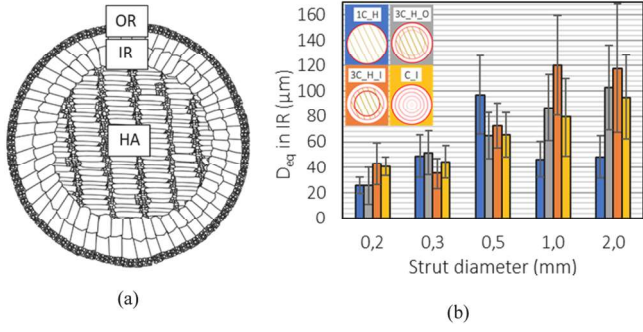 OR
IR
HA
(a)
160
140
120
100
80
60
40
20
0
D_eq in IR (µm)
1C_H
3C_H_O
3C_H_I
C_I
0,2 0,3 0,5 1,0 2,0
Strut diameter (mm)
(b)